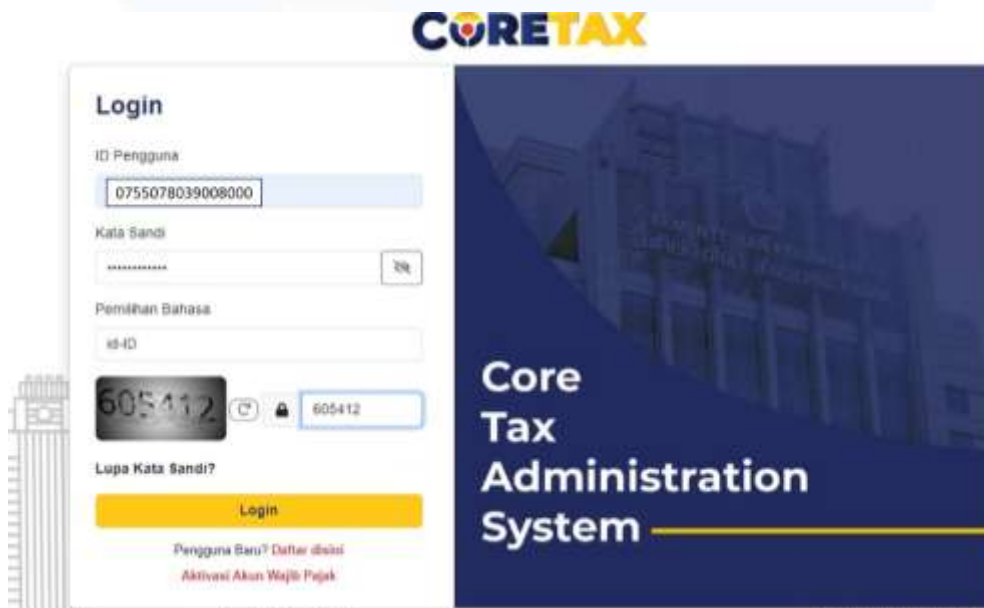 CORETAX
Login
ID Pengguna
0755078039008000
Kata Sandi
************
Pemilihan Bahasa
id-ID
605412
605412
Lupa Kata Sandi?
Login
Pengguna Baru? Daftar disini
Aktivasi Akun Wajib Pajak
Core
Tax
Administration
System